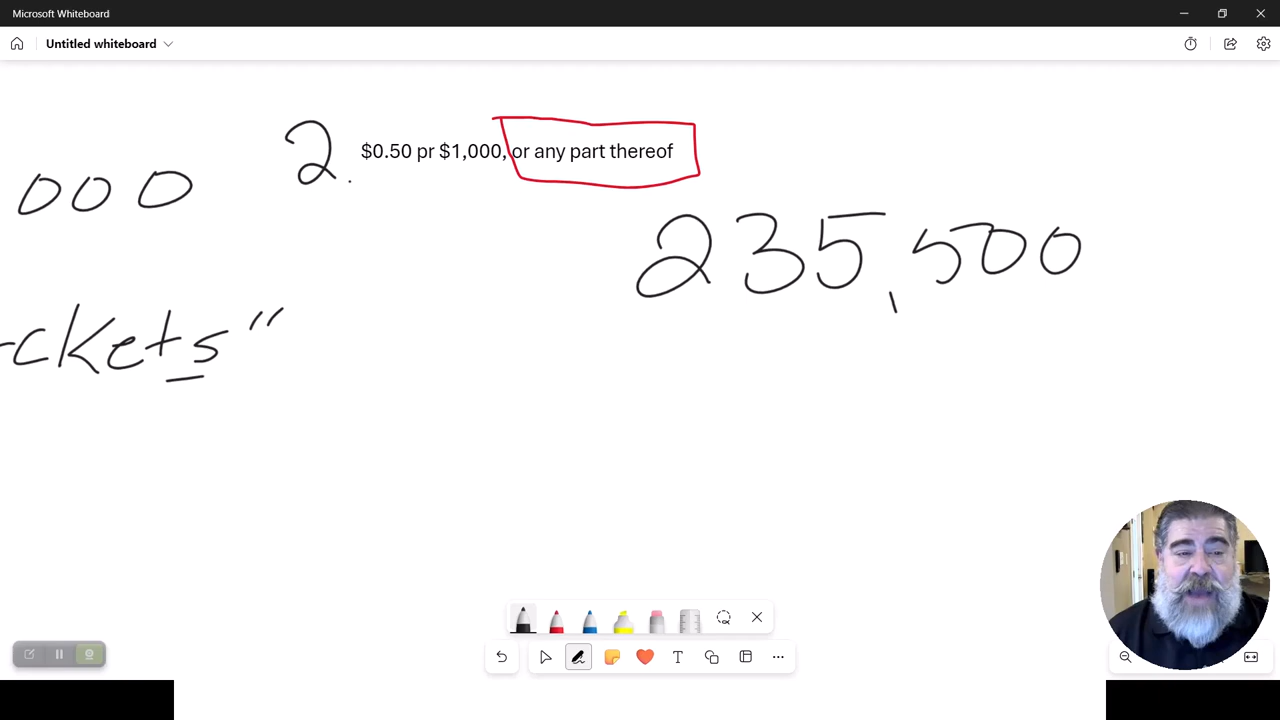 Microsoft Whiteboard
Untitled whiteboard
2. $0.50 pr $1,000, or any part thereof
000
235,500
ckets"